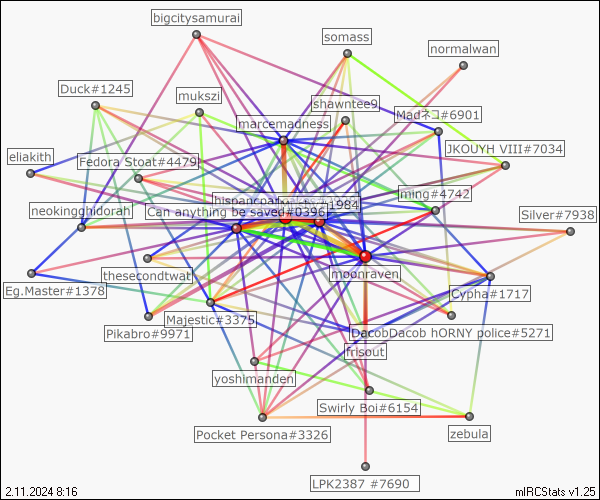 bigcitysamurai
somass
normalwan
Duck#1245
mukszi
shawntee9
Madネコ#6901
marcemadness
JKOUYH VIII#7034
eliakith
Fedora Stoat#4479
ming#4742
1984
neokingghidorah
Can anything be saved#0396
Silver#7938
moonraven
thesecondtwat
Eg.Master#1378
Cypha#1717
Pikabro#9971
Majestic#3375
DacobDacob hORNY police#5271
frisout
yoshimanden
Swirly Boi#6154
Pocket Persona#3326
zebula
LPK2387 #7690
2.11.2024 8:16
mIRCStats v1.25